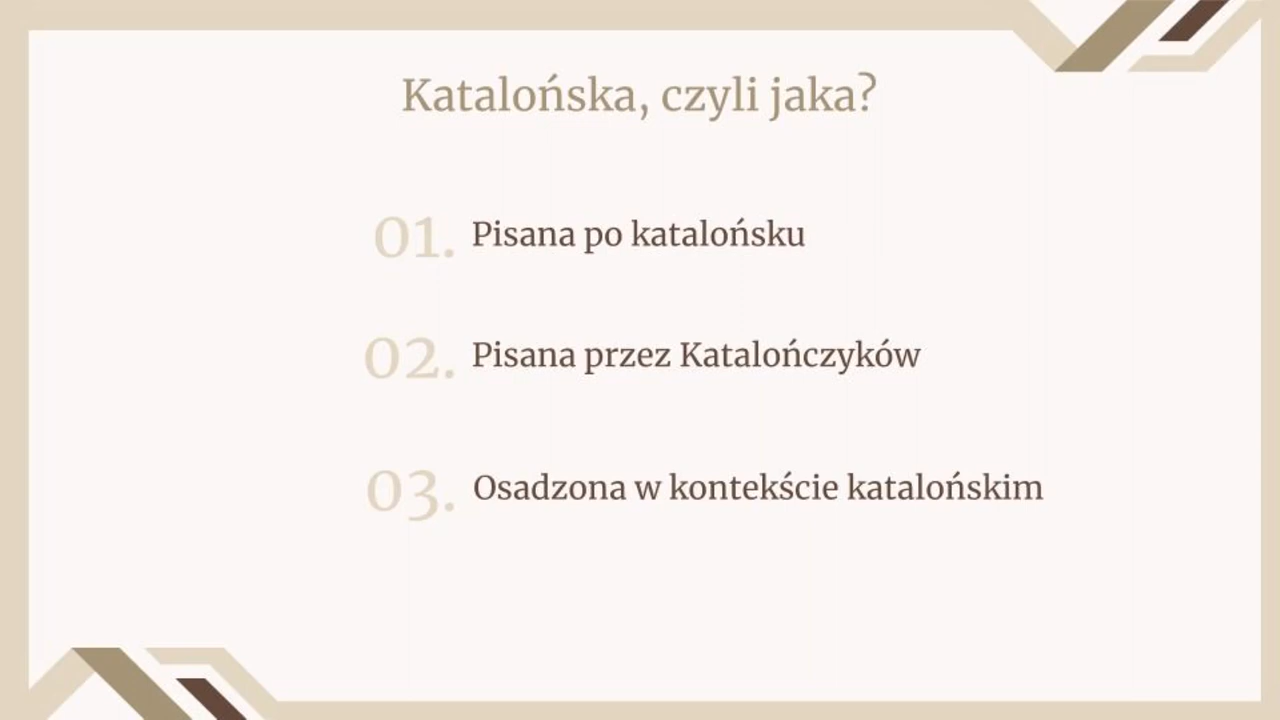 Katalońska, czyli jaka?
01. Pisana po katalońsku
02. Pisana przez Katalończyków
03. Osadzona w kontekście katalońskim